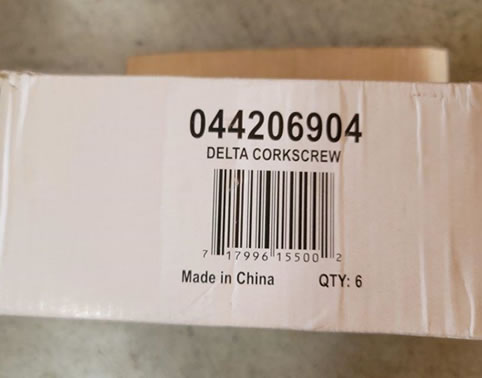 044206904
DELTA CORKSCREW
7 17996 15500 2
Made in China QTY: 6